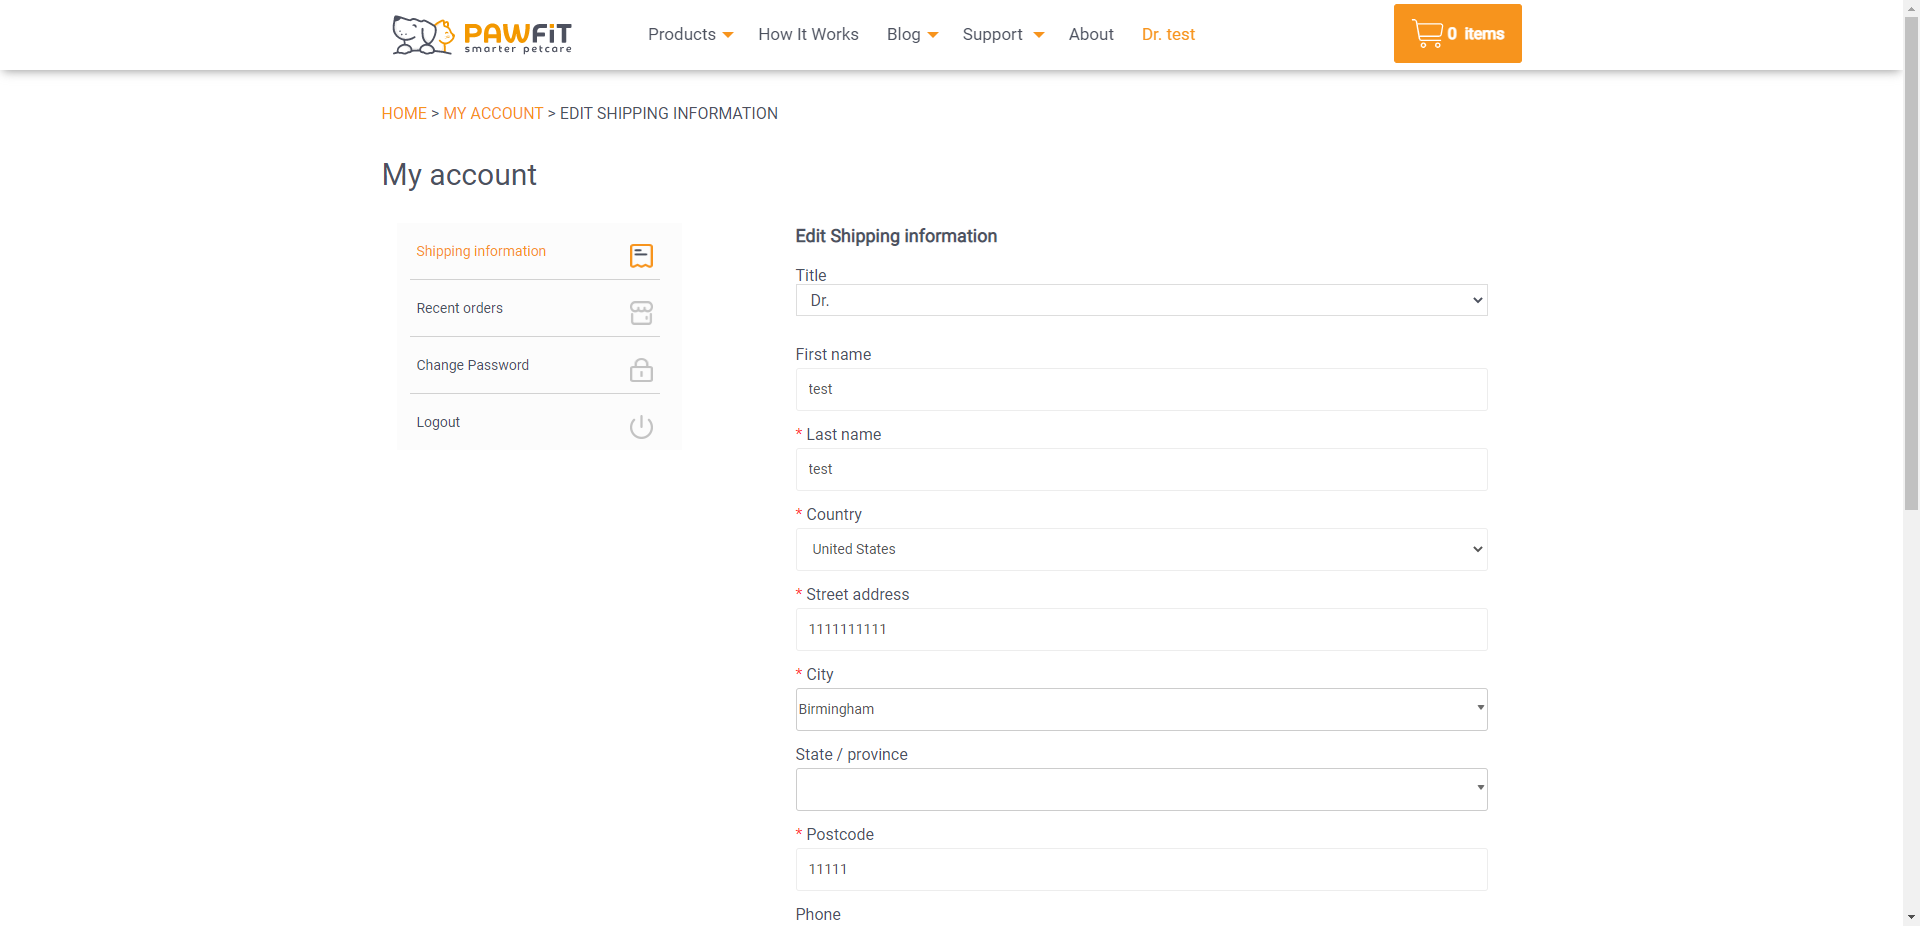 PAWFiT
smarter petcare
Products
How It Works
Blog
Support
About
Dr. test
0 items
HOME > MY ACCOUNT > EDIT SHIPPING INFORMATION
My account
Shipping information
Recent orders
Change Password
Logout
Edit Shipping information
Title
Dr.
First name
test
* Last name
test
* Country
United States
* Street address
1111111111
* City
Birmingham
State / province
* Postcode
11111
Phone